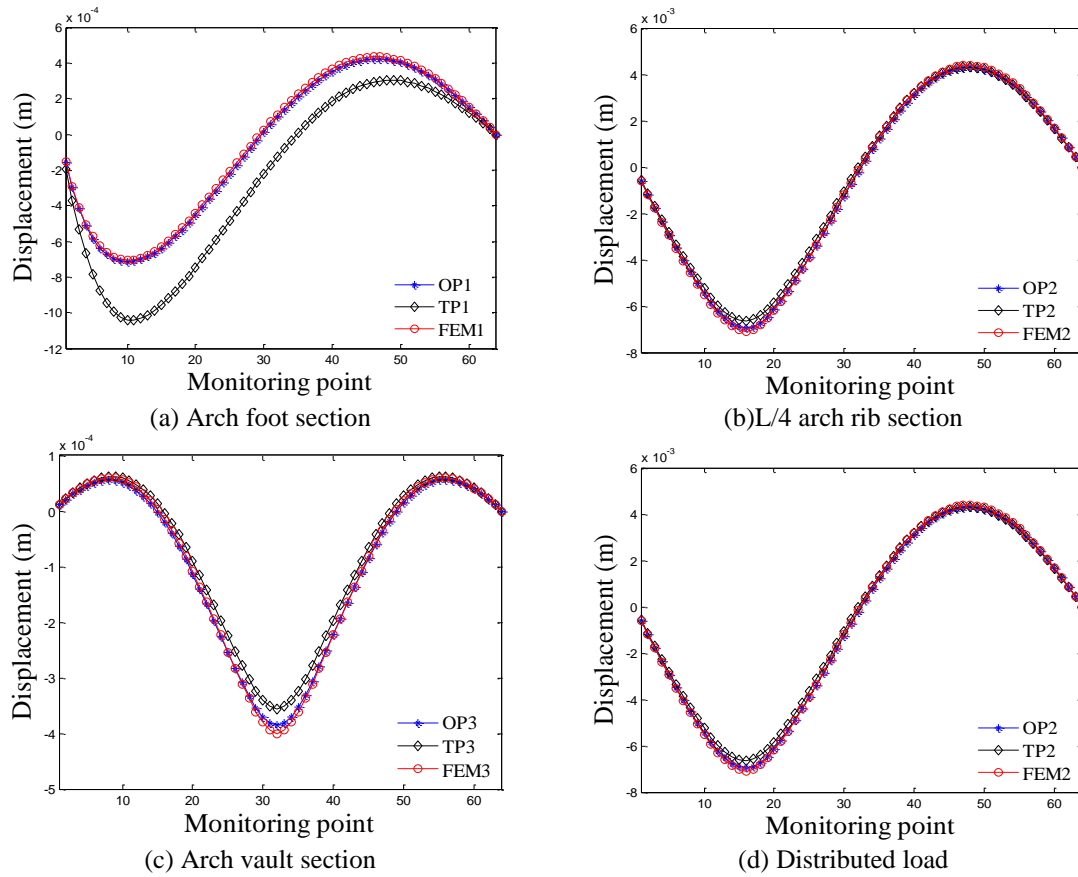 x 10-4
6
4
2
0
-2
-4
-6
-8
-10
-12
10 20 30 40 50 60
Displacement (m)
Monitoring point
OP1
TP1
FEM1
(a) Arch foot section
x 10-3
6
4
2
0
-2
-4
-6
-8
10 20 30 40 50 60
Displacement (m)
Monitoring point
OP2
TP2
FEM2
(b)L/4 arch rib section
x 10-4
1
0
-1
-2
-3
-4
-5
10 20 30 40 50 60
Displacement (m)
Monitoring point
OP3
TP3
FEM3
(c) Arch vault section
x 10-3
6
4
2
0
-2
-4
-6
-8
10 20 30 40 50 60
Displacement (m)
Monitoring point
OP2
TP2
FEM2
(d) Distributed load